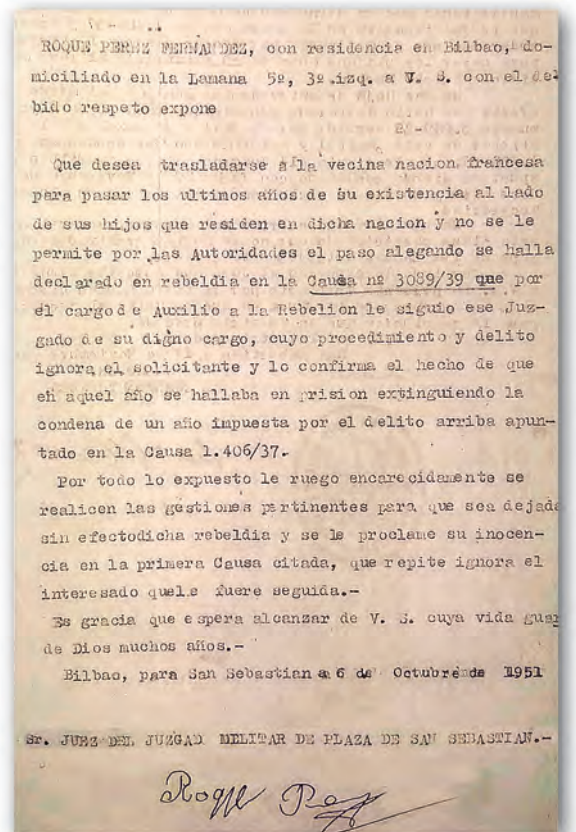 ROQUE PEREZ FERNANDEZ, con residencia en Bilbao, do-
miciliado en la Lamana 5º, 3º.izq. a V. S. con el de-
bido respeto expone
Que desea trasladarse a la vecina nacion francesa
para pasar los ultimos años de su existencia al lado
de sus hijos que residen en dicha nacion y no se le
permite por las Autoridades el paso alegando se halla
declarado en rebeldia en la Causa nº 3089/39 que por
el cargode Auxilio a la Rebelion le siguio ese Juz-
gado de su digno cargo, cuyo procedimiento y delito
ignora el solicitante y lo confirma el hecho de que
en aquel año se hallaba en prision extinguiendo la
condena de un año impuesta por el delito arriba apun-
tado en la Causa 1.406/37.-
Por todo lo expuesto le ruego encarecidamente se
realicen las gestiones pertinentes para que sea dejada
sin efectodicha rebeldia y se le proclame su inocen-
cia en la primera Causa citada, que repite ignora el
interesado quele fuere seguida.-
Es gracia que espera alcanzar de V. S. cuya vida guar
de Dios muchos años.-
Bilbao, para San Sebastian a 6 de Octubre de 1951
Sr. JUEZ DEL JUZGAD MILITAR DE PLAZA DE SAN SEBASTIAN.-
Roque Perez